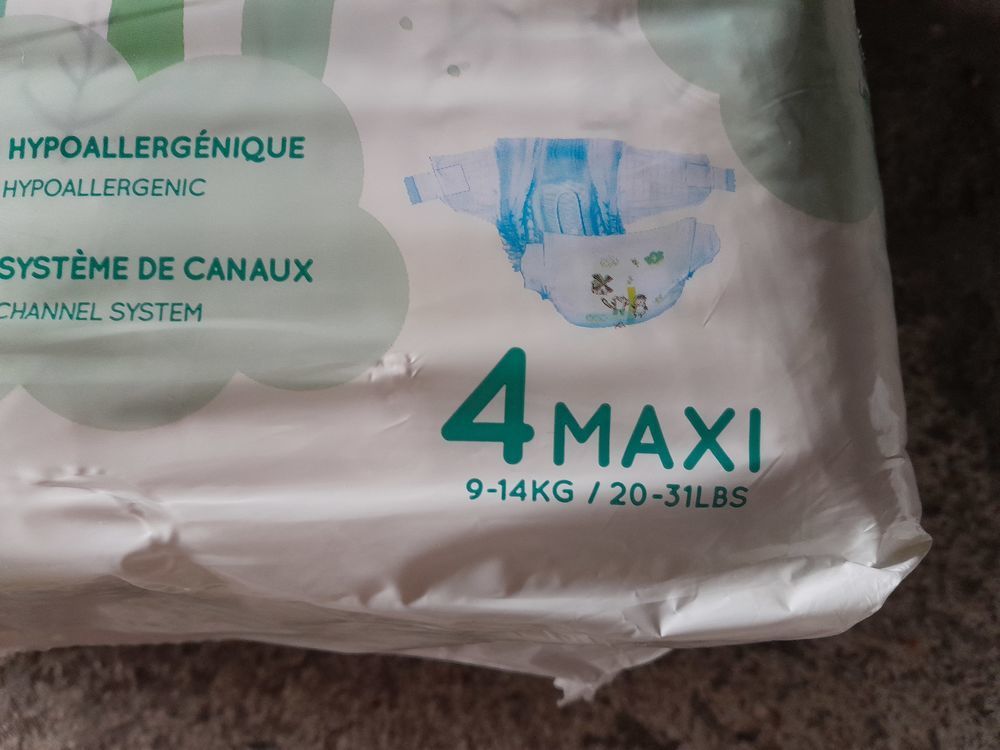 HYPOALLERGÉNIQUE
HYPOALLERGENIC
SYSTÈME DE CANAUX
CHANNEL SYSTEM
4 MAXI
9-14KG / 20-31LBS